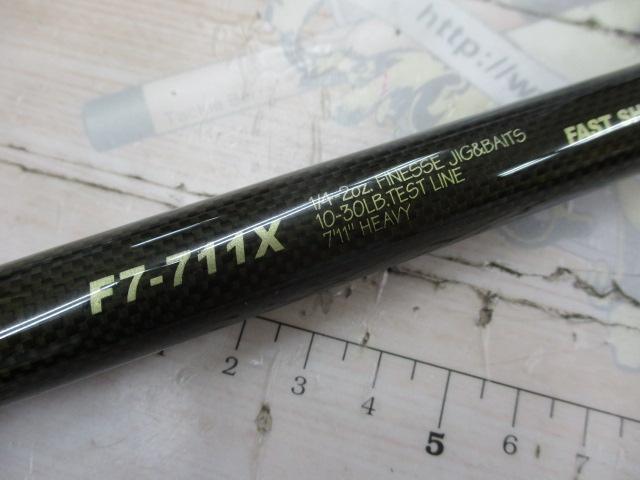 F7-711X
1/4-2oz. FINESSE JIG&BAITS
10-30LB.TEST LINE
7'11" HEAVY
FAST SH
http://w
2
3
4
5
6
7